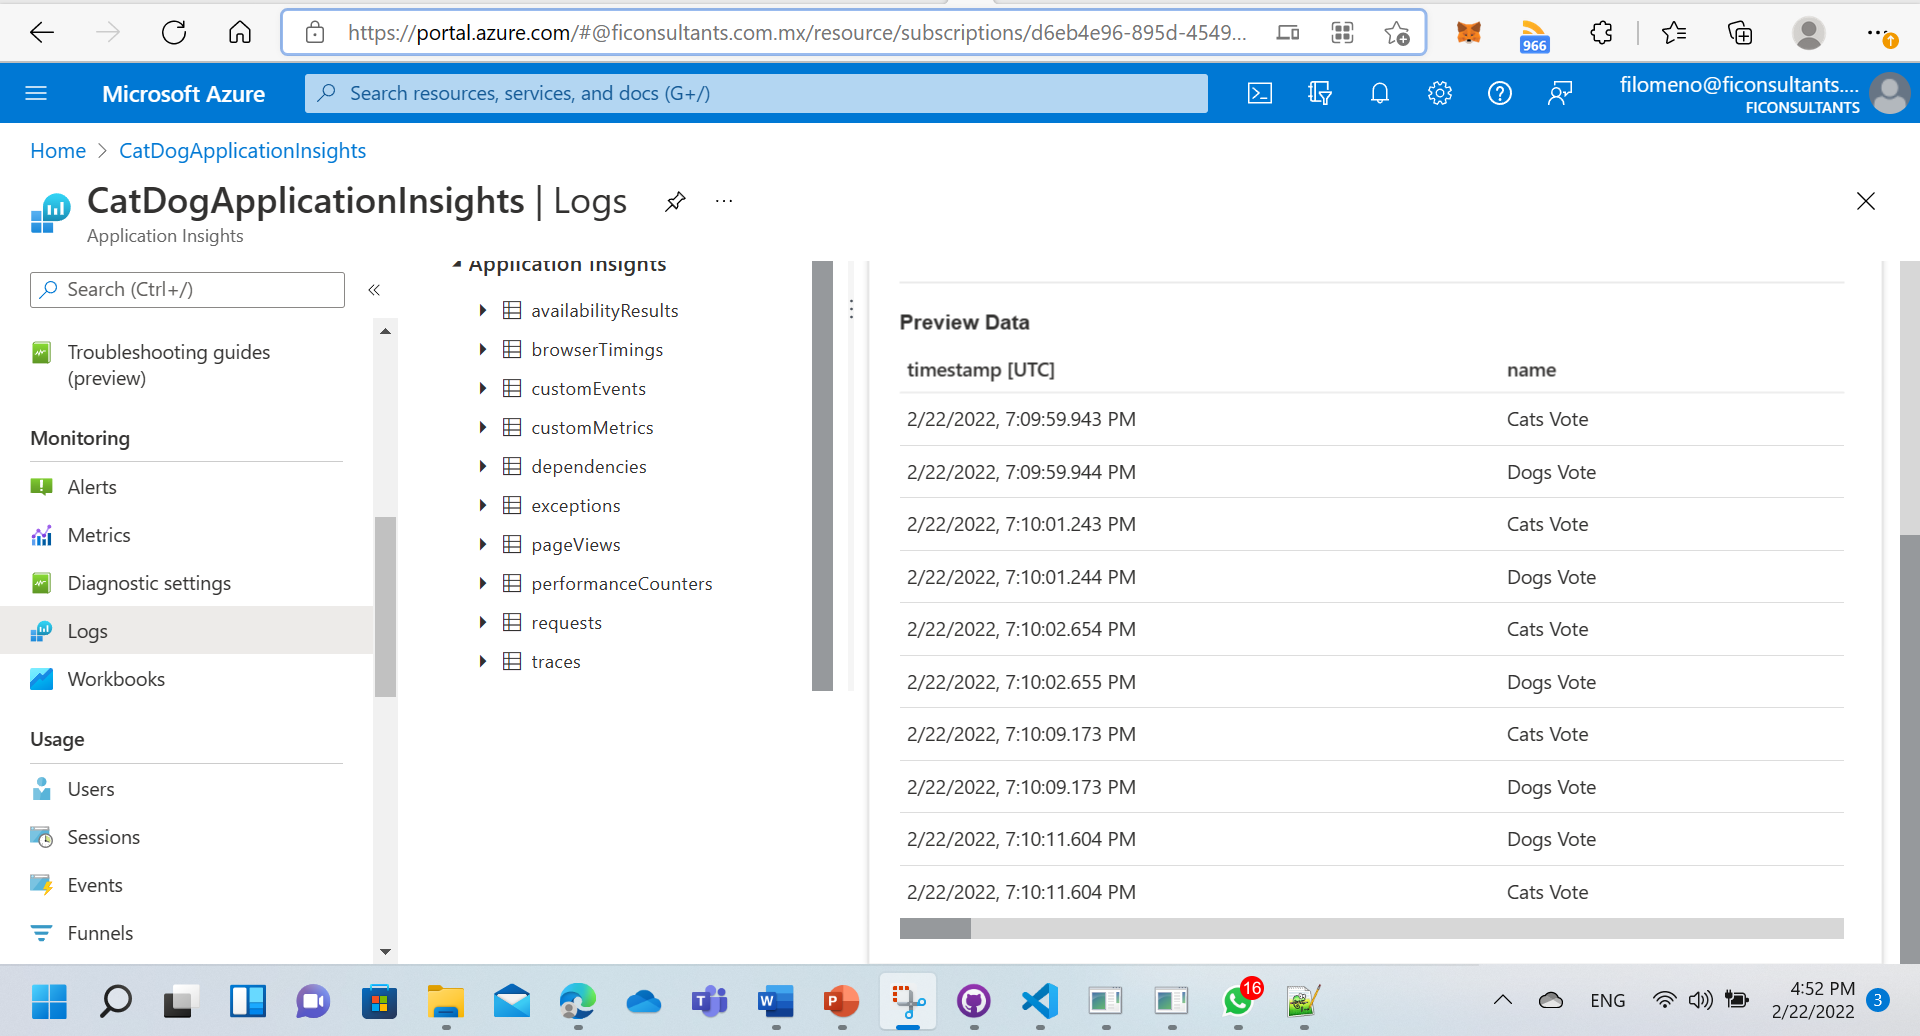 https://portal.azure.com/#@ficonsultants.com.mx/resource/subscriptions/d6eb4e96-895d-4549...
966
Microsoft Azure
Search resources, services, and docs (G+/)
filomeno@ficonsultants....
FICONSULTANTS
Home > CatDogApplicationInsights
CatDogApplicationInsights | Logs
Application Insights
Search (Ctrl+/)
«
Troubleshooting guides
(preview)
Monitoring
Alerts
Metrics
Diagnostic settings
Logs
Workbooks
Usage
Users
Sessions
Events
Funnels
Application Insights
availabilityResults
browserTimings
customEvents
customMetrics
dependencies
exceptions
pageViews
performanceCounters
requests
traces
Preview Data
timestamp [UTC] name
2/22/2022, 7:09:59.943 PM Cats Vote
2/22/2022, 7:09:59.944 PM Dogs Vote
2/22/2022, 7:10:01.243 PM Cats Vote
2/22/2022, 7:10:01.244 PM Dogs Vote
2/22/2022, 7:10:02.654 PM Cats Vote
2/22/2022, 7:10:02.655 PM Dogs Vote
2/22/2022, 7:10:09.173 PM Cats Vote
2/22/2022, 7:10:09.173 PM Dogs Vote
2/22/2022, 7:10:11.604 PM Dogs Vote
2/22/2022, 7:10:11.604 PM Cats Vote
16
ENG
4:52 PM
2/22/2022
3